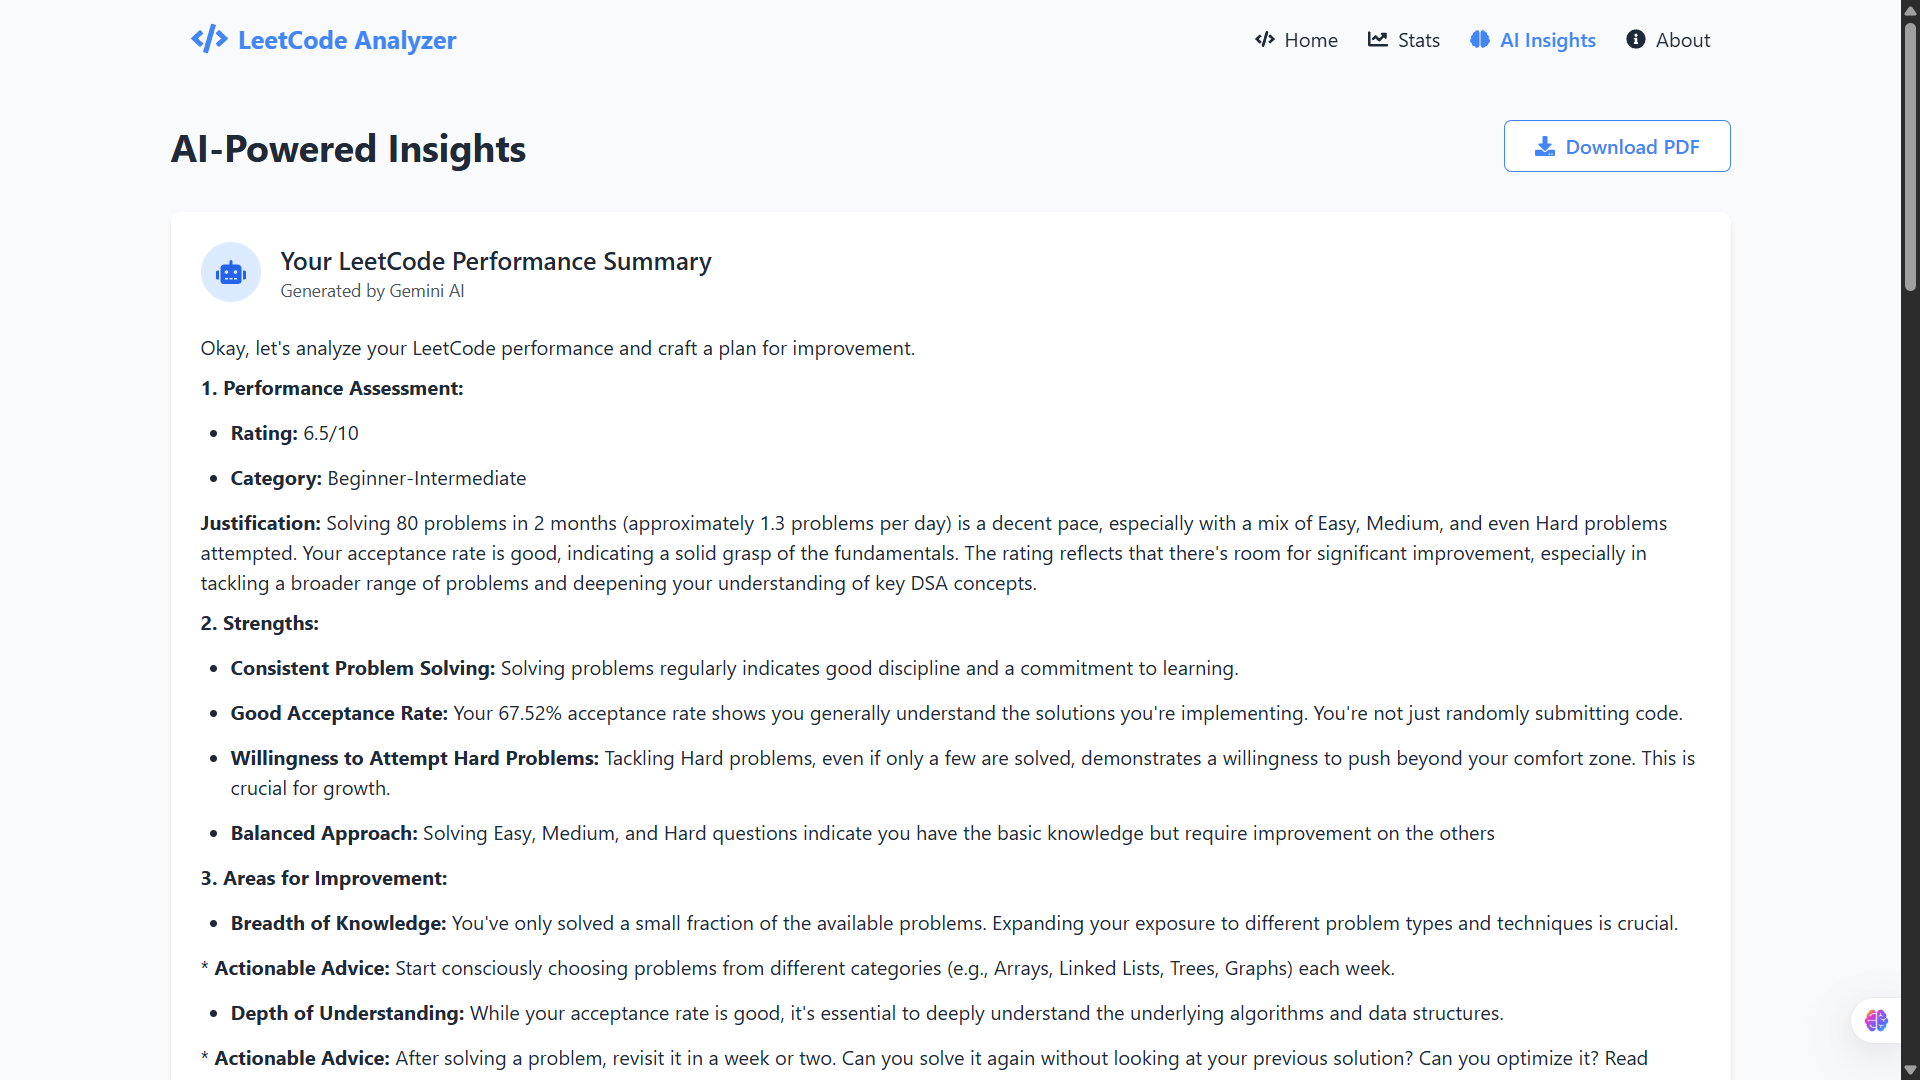 LeetCode Analyzer
Home
Stats
AI Insights
About
AI-Powered Insights
Download PDF
Your LeetCode Performance Summary
Generated by Gemini AI
Okay, let's analyze your LeetCode performance and craft a plan for improvement.
1. Performance Assessment:
• Rating: 6.5/10
• Category: Beginner-Intermediate
Justification: Solving 80 problems in 2 months (approximately 1.3 problems per day) is a decent pace, especially with a mix of Easy, Medium, and even Hard problems
attempted. Your acceptance rate is good, indicating a solid grasp of the fundamentals. The rating reflects that there's room for significant improvement, especially in
tackling a broader range of problems and deepening your understanding of key DSA concepts.
2. Strengths:
• Consistent Problem Solving: Solving problems regularly indicates good discipline and a commitment to learning.
• Good Acceptance Rate: Your 67.52% acceptance rate shows you generally understand the solutions you're implementing. You're not just randomly submitting code.
• Willingness to Attempt Hard Problems: Tackling Hard problems, even if only a few are solved, demonstrates a willingness to push beyond your comfort zone. This is
crucial for growth.
• Balanced Approach: Solving Easy, Medium, and Hard questions indicate you have the basic knowledge but require improvement on the others
3. Areas for Improvement:
• Breadth of Knowledge: You've only solved a small fraction of the available problems. Expanding your exposure to different problem types and techniques is crucial.
* Actionable Advice: Start consciously choosing problems from different categories (e.g., Arrays, Linked Lists, Trees, Graphs) each week.
• Depth of Understanding: While your acceptance rate is good, it's essential to deeply understand the underlying algorithms and data structures.
* Actionable Advice: After solving a problem, revisit it in a week or two. Can you solve it again without looking at your previous solution? Can you optimize it? Read